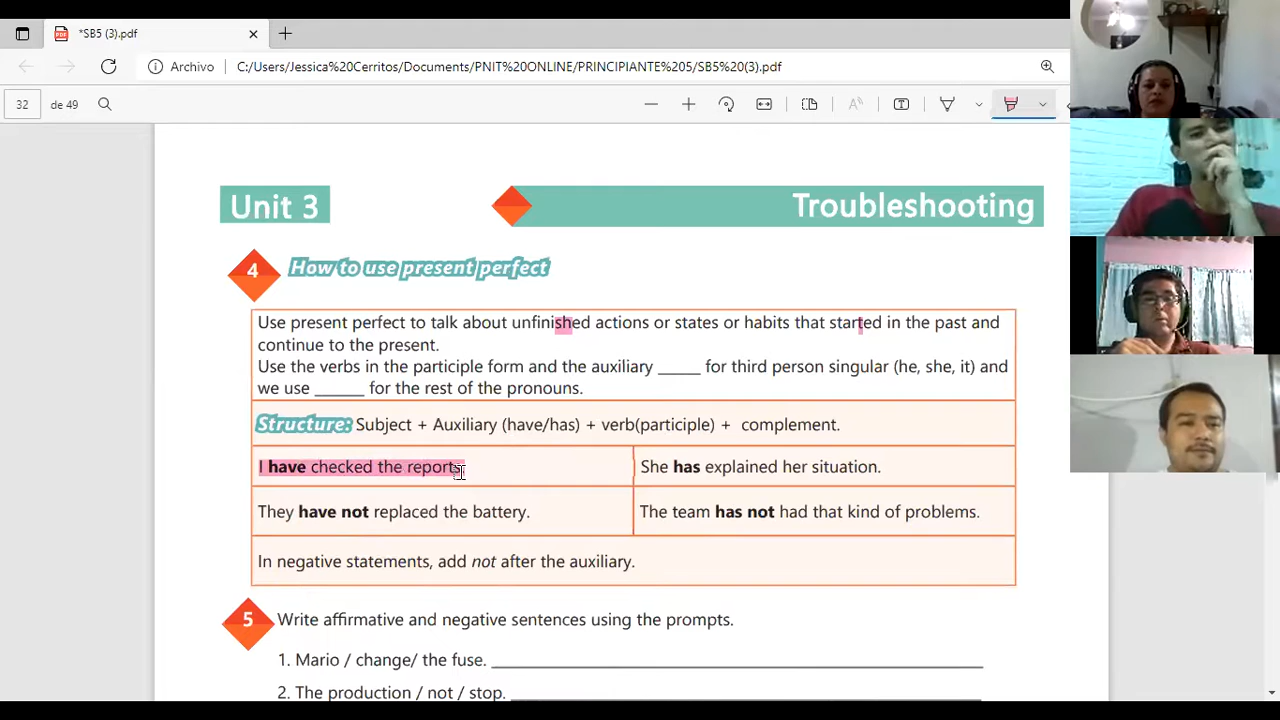 *SB5 (3).pdf
Archivo
C:/Users/Jessica%20Cerritos/Documents/PNIT%20ONLINE/PRINCIPIANTE%205/SB5%20(3).pdf
32
de 49
Unit 3
Troubleshooting
4
How to use present perfect
Use present perfect to talk about unfinished actions or states or habits that started in the past and
continue to the present.
Use the verbs in the participle form and the auxiliary _____ for third person singular (he, she, it) and
we use ______ for the rest of the pronouns.
Structure: Subject + Auxiliary (have/has) + verb(participle) + complement.
I have checked the report.
She has explained her situation.
They have not replaced the battery.
The team has not had that kind of problems.
In negative statements, add not after the auxiliary.
5
Write affirmative and negative sentences using the prompts.
1. Mario / change/ the fuse.
2. The production / not / stop.